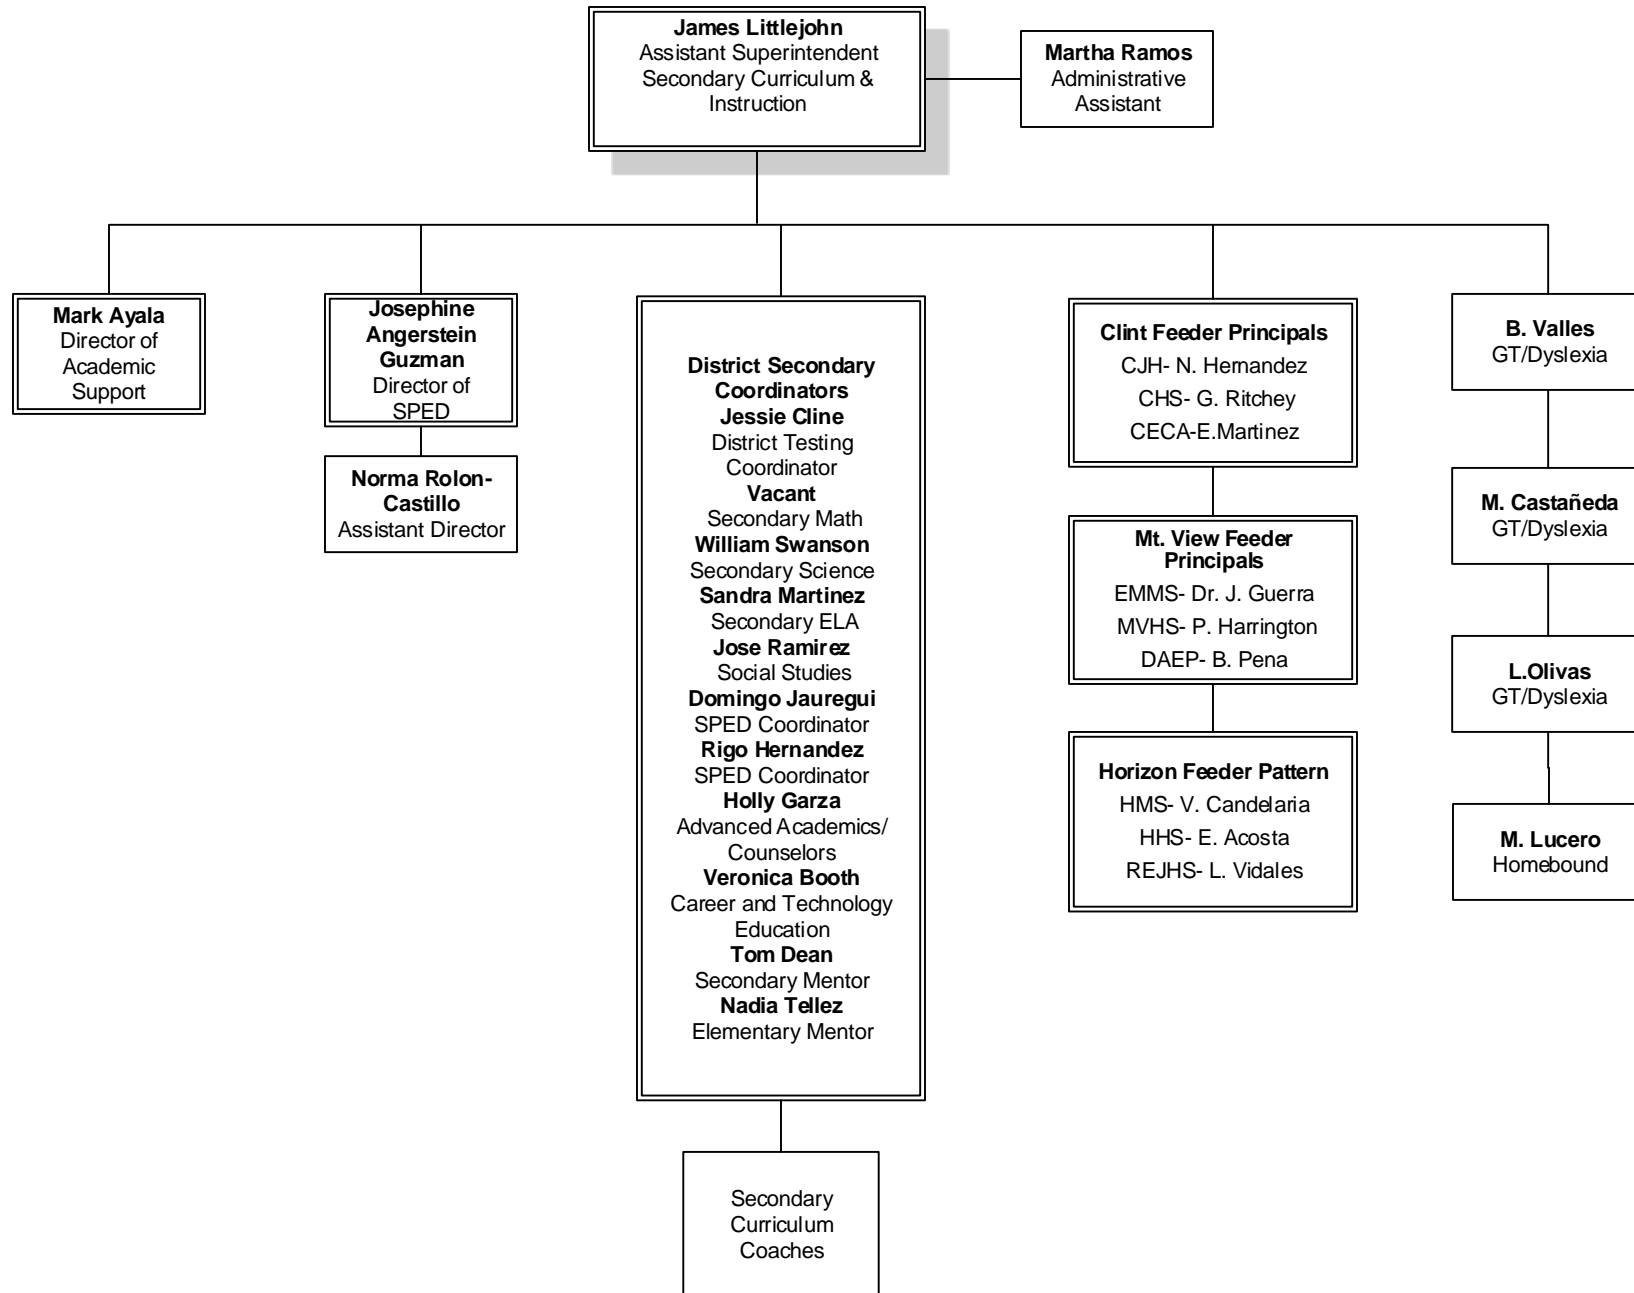 James Littlejohn
Assistant Superintendent
Secondary Curriculum &
Instruction
Martha Ramos
Administrative
Assistant
Mark Ayala
Director of
Academic
Support
Josephine
Angerstein
Guzman
Director of
SPED
Norma Rolon-
Castillo
Assistant Director
District Secondary
Coordinators
Jessie Cline
District Testing
Coordinator
Vacant
Secondary Math
William Swanson
Secondary Science
Sandra Martinez
Secondary ELA
Jose Ramirez
Social Studies
Domingo Jauregui
SPED Coordinator
Rigo Hernandez
SPED Coordinator
Holly Garza
Advanced Academics/
Counselors
Veronica Booth
Career and Technology
Education
Tom Dean
Secondary Mentor
Nadia Tellez
Elementary Mentor
Secondary
Curriculum
Coaches
Clint Feeder Principals
CJH- N. Hernandez
CHS- G. Ritchey
CECA-E.Martinez
Mt. View Feeder
Principals
EMMS- Dr. J. Guerra
MVHS- P. Harrington
DAEP- B. Pena
Horizon Feeder Pattern
HMS- V. Candelaria
HHS- E. Acosta
REJHS- L. Vidales
B. Valles
GT/Dyslexia
M. Castañeda
GT/Dyslexia
L.Olivas
GT/Dyslexia
M. Lucero
Homebound